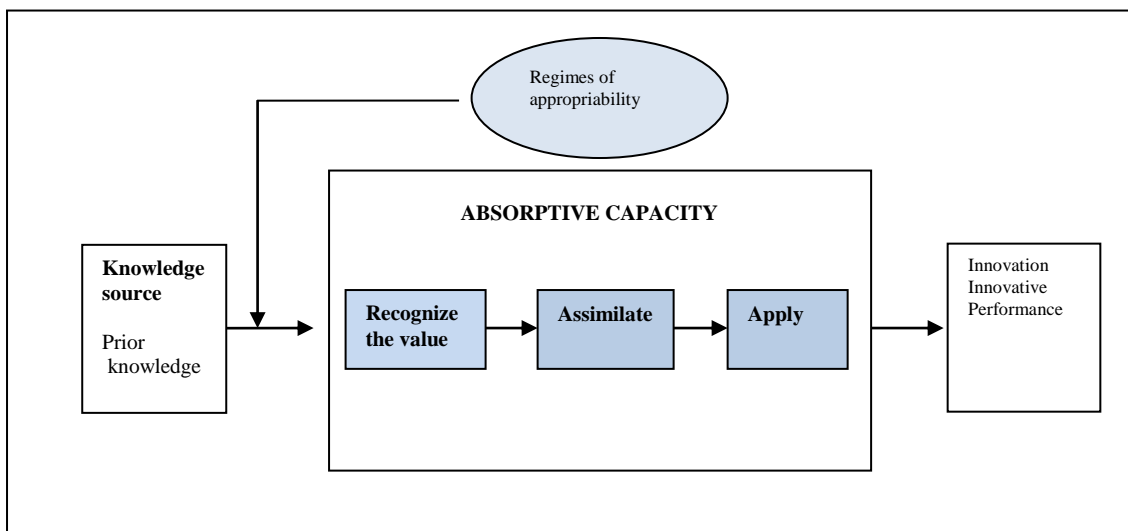 Regimes of
appropriability
ABSORPTIVE CAPACITY
Knowledge
source
Prior
knowledge
Recognize
the value
Assimilate
Apply
Innovation
Innovative
Performance